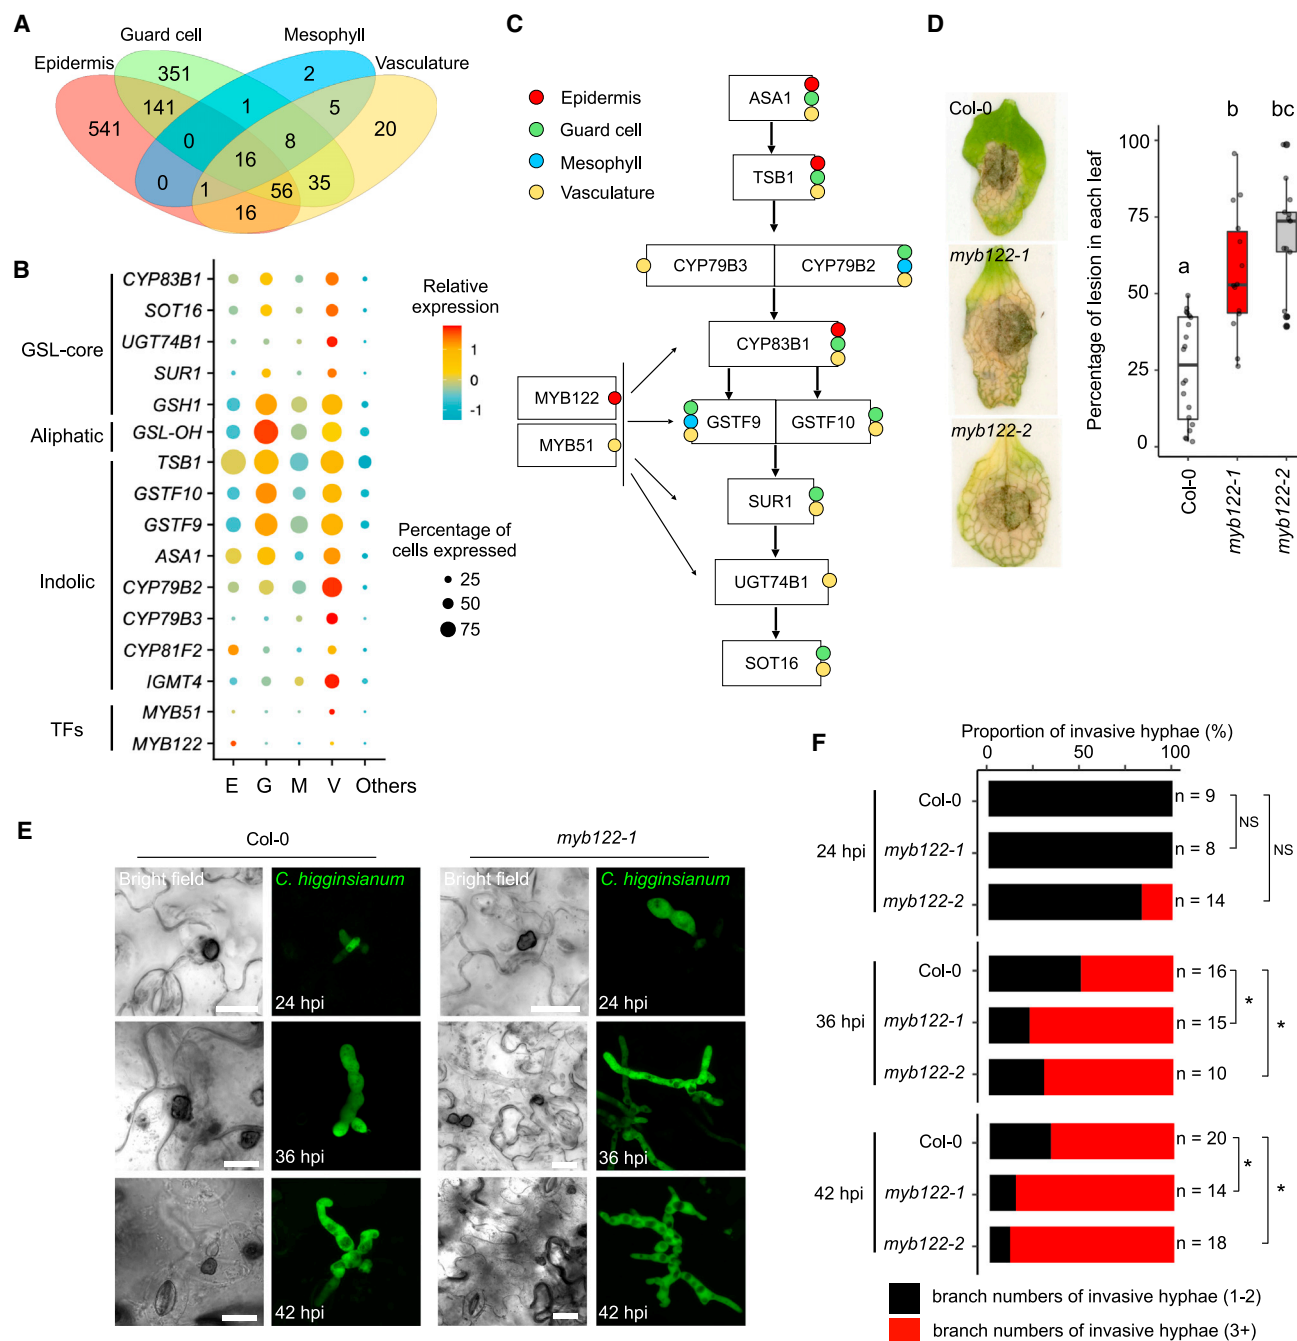 A
Guard cell
Mesophyll
Epidermis
Vasculature
351
2
141
1
5
541
0
8
20
16
0
1
56
35
16
B
GSL-core
Aliphatic
Indolic
TFs
CYP83B1
SOT16
UGT74B1
SUR1
GSH1
GSL-OH
TSB1
GSTF10
GSTF9
ASA1
CYP79B2
CYP79B3
CYP81F2
IGMT4
MYB51
MYB122
E G M V Others
Relative
expression
1
0
-1
Percentage of
cells expressed
25
50
75
C
Epidermis
Guard cell
Mesophyll
Vasculature
ASA1
TSB1
CYP79B3 CYP79B2
CYP83B1
MYB122
MYB51
GSTF9 GSTF10
SUR1
UGT74B1
SOT16
D
Col-0
myb122-1
myb122-2
Percentage of lesion in each leaf
100
75
50
25
0
a
b
bc
Col-0
myb122-1
myb122-2
E
Col-0
myb122-1
Bright field
C. higginsianum
Bright field
C. higginsianum
24 hpi
24 hpi
36 hpi
36 hpi
42 hpi
42 hpi
F
Proportion of invasive hyphae (%)
0 50 100
24 hpi
Col-0 n = 9
myb122-1 n = 8
myb122-2 n = 14
NS
NS
36 hpi
Col-0 n = 16
myb122-1 n = 15
myb122-2 n = 10
*
*
42 hpi
Col-0 n = 20
myb122-1 n = 14
myb122-2 n = 18
*
*
branch numbers of invasive hyphae (1-2)
branch numbers of invasive hyphae (3+)